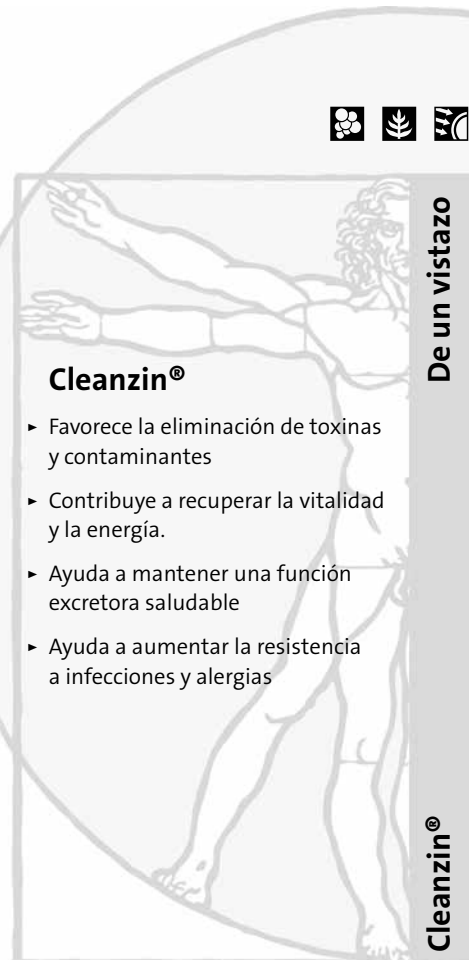 De un vistazo
Cleanzin®
▸ Favorece la eliminación de toxinas
y contaminantes
▸ Contribuye a recuperar la vitalidad
y la energía.
▸ Ayuda a mantener una función
excretora saludable
▸ Ayuda a aumentar la resistencia
a infecciones y alergias
Cleanzin®